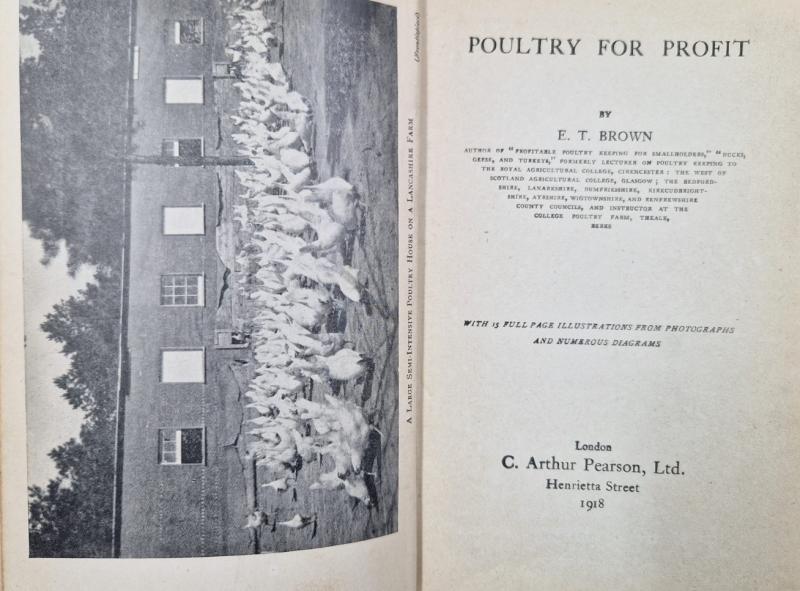 (Frontispiece)
A LARGE SEMI-INTENSIVE POULTRY HOUSE ON A LANCASHIRE FARM
POULTRY FOR PROFIT
BY
E. T. BROWN
AUTHOR OF "PROFITABLE POULTRY KEEPING FOR SMALLHOLDERS," "DUCKS,
GEESE, AND TURKEYS," FORMERLY LECTURER ON POULTRY KEEPING TO
THE ROYAL AGRICULTURAL COLLEGE, CIRENCESTER; THE WEST OF
SCOTLAND AGRICULTURAL COLLEGE, GLASGOW; THE BEDFORD-
SHIRE, LANARKSHIRE, DUMFRIESSHIRE, KIRKCUDBRIGHT-
SHIRE, AYRSHIRE, WIGTOWNSHIRE, AND RENFREWSHIRE
COUNTY COUNCILS, AND INSTRUCTOR AT THE
COLLEGE POULTRY FARM, THEALE,
BERKS
WITH 15 FULL PAGE ILLUSTRATIONS FROM PHOTOGRAPHS
AND NUMEROUS DIAGRAMS
London
C. Arthur Pearson, Ltd.
Henrietta Street
1918